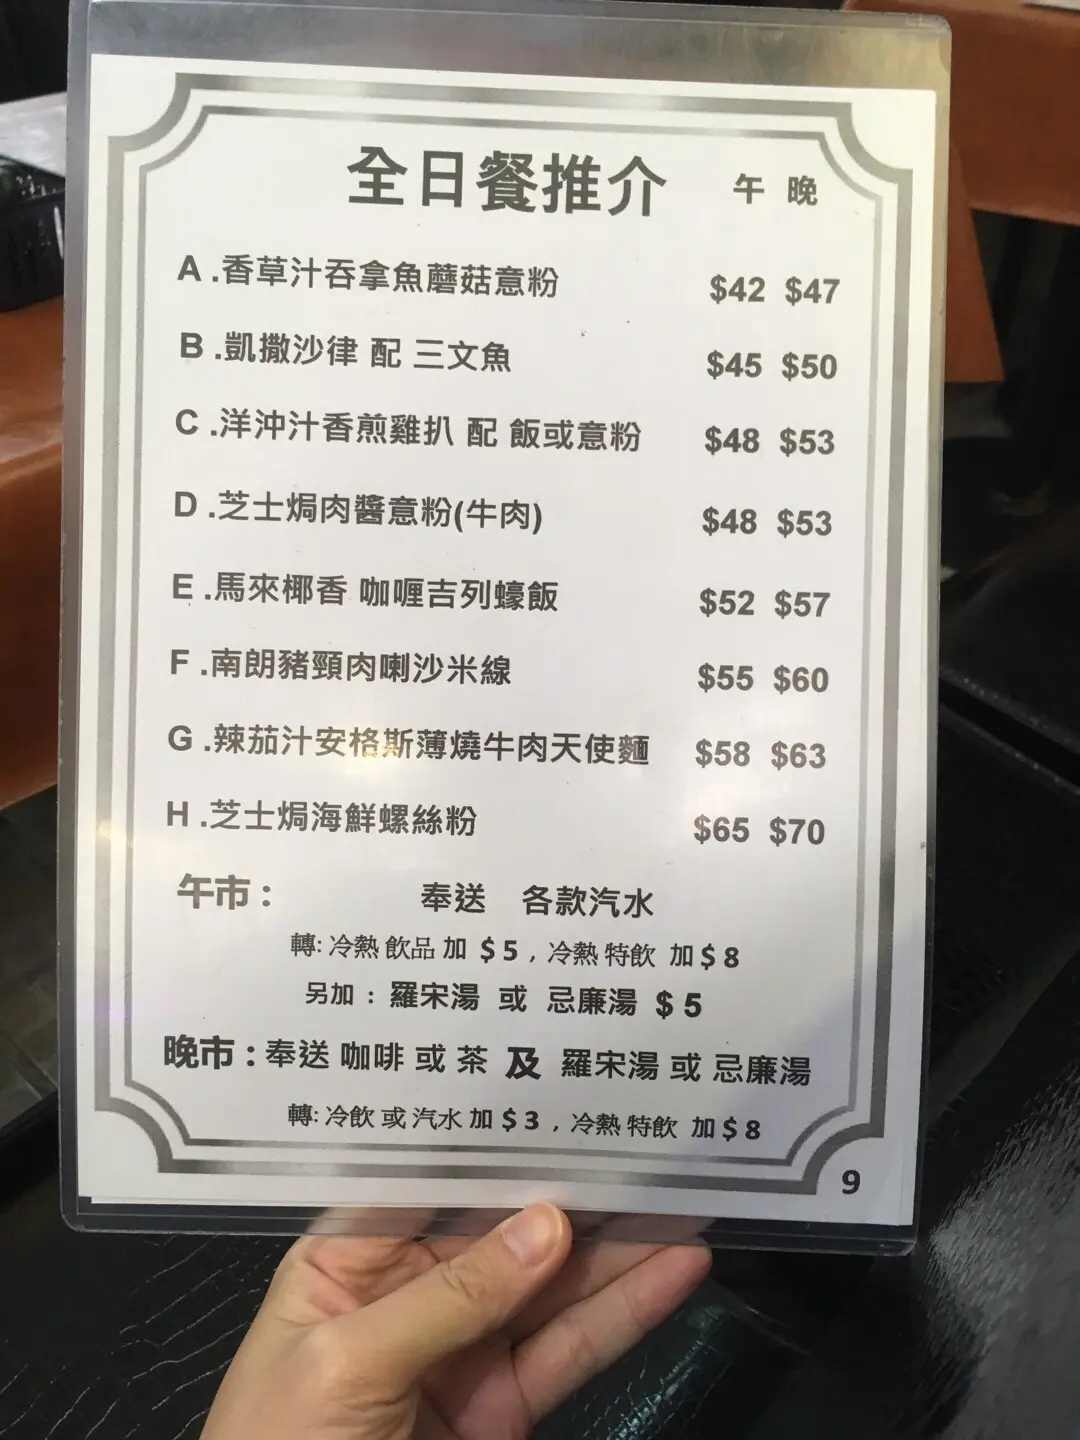 全日餐推介 午 晚
A .香草汁吞拿魚蘑菇意粉 $42 $47
B .凱撒沙律 配 三文魚 $45 $50
C .洋沖汁香煎雞扒 配 飯或意粉 $48 $53
D .芝士焗肉醬意粉(牛肉) $48 $53
E .馬來椰香 咖喱吉列蠔飯 $52 $57
F .南朗豬頸肉喇沙米線 $55 $60
G .辣茄汁安格斯薄燒牛肉天使麵 $58 $63
H .芝士焗海鮮螺絲粉 $65 $70
午市： 奉送 各款汽水
轉: 冷熱 飲品 加 $5 , 冷熱 特飲 加 $8
另加 : 羅宋湯 或 忌廉湯 $5
晚市：奉送 咖啡 或 茶 及 羅宋湯 或 忌廉湯
轉: 冷飲 或 汽水 加 $3 , 冷熱 特飲 加 $8
9